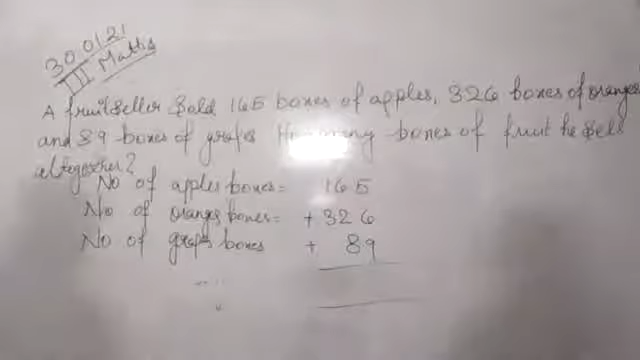 30 01 21
III Maths
A fruitseller sold 165 boxes of apples, 326 boxes of oranges
and 89 boxes of grapes How many boxes of fruit he sell
altogether?
No of apples boxes = 165
No of oranges boxes = + 326
No of grapes boxes + 89